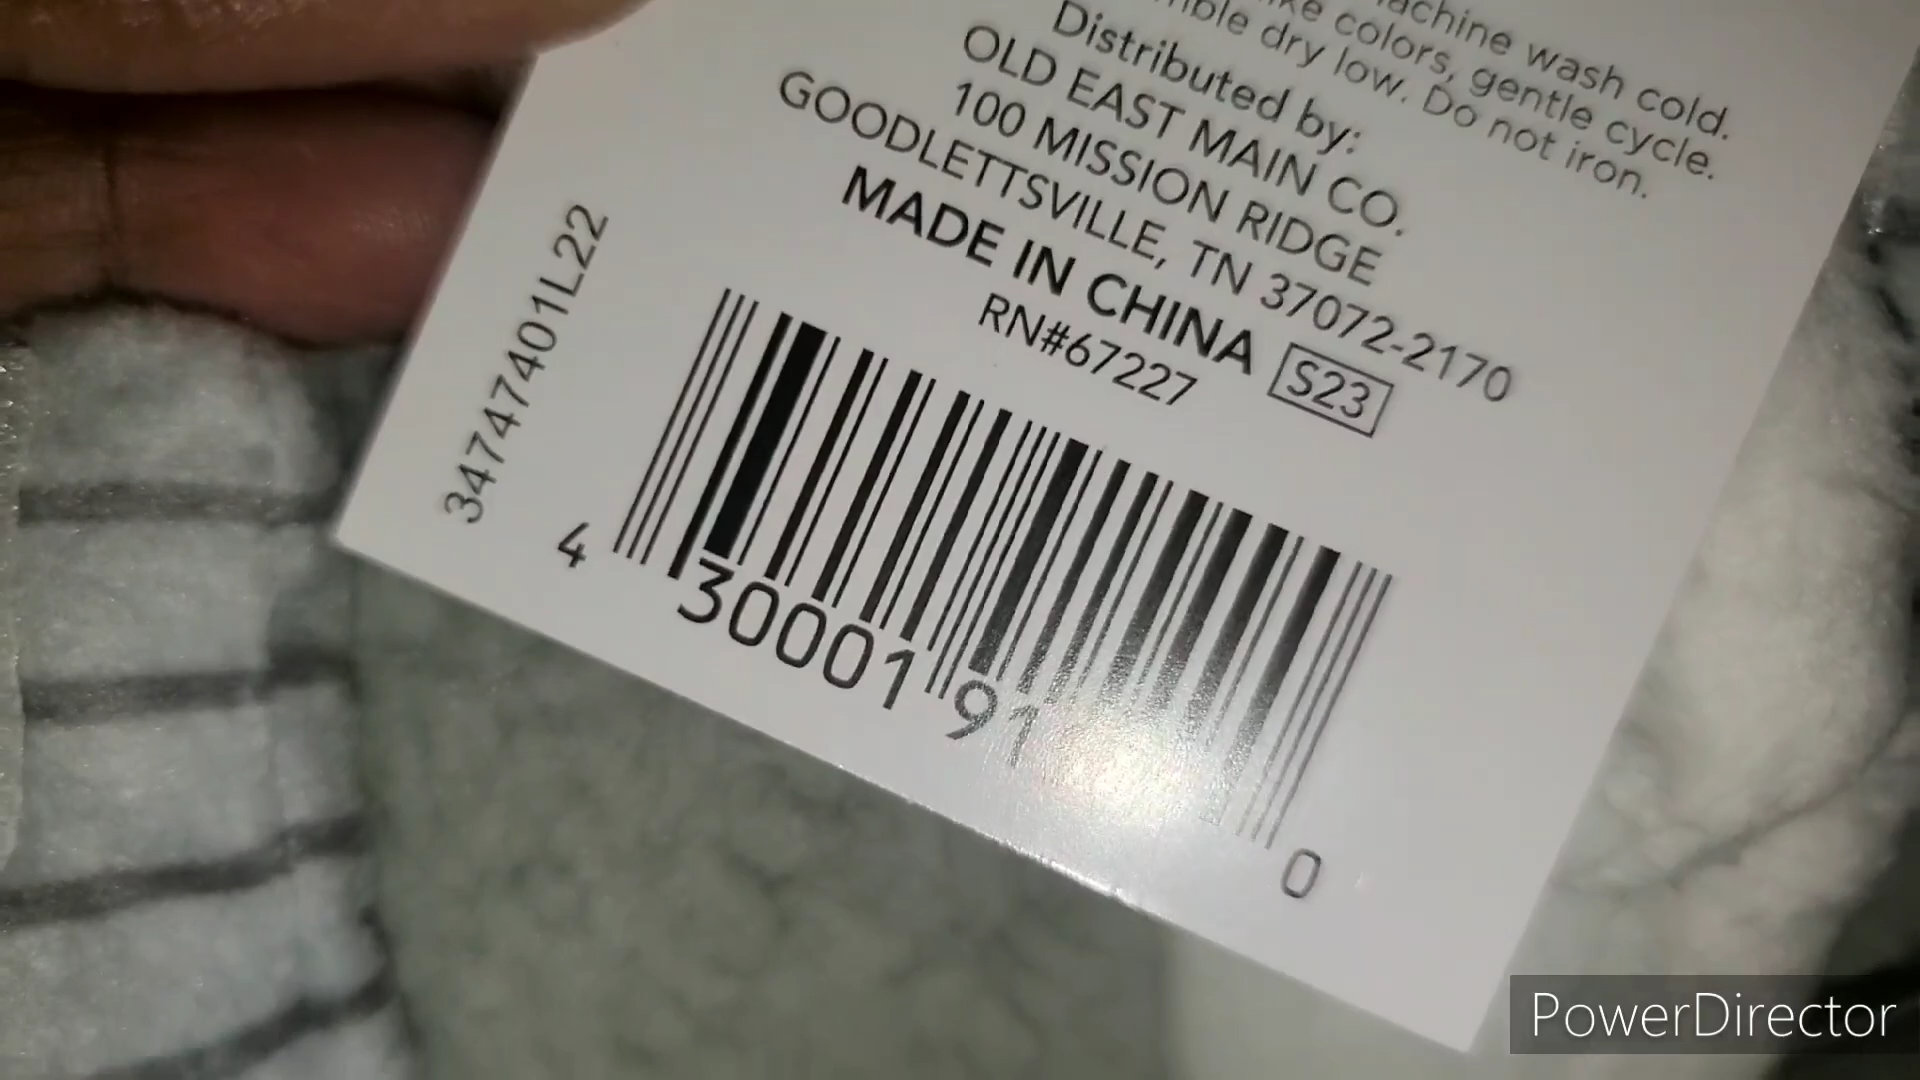 achine wash cold.
ke colors, gentle cycle.
ble dry low. Do not iron.
Distributed by:
OLD EAST MAIN CO.
100 MISSION RIDGE
GOODLETTSVILLE, TN 37072-2170
MADE IN CHINA S23
RN#67227
34747401L22
4 30001 91 0
PowerDirector